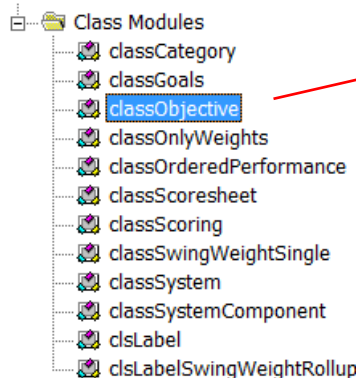 Class Modules
classCategory
classGoals
classObjective
classOnlyWeights
classOrderedPerformance
classScoresheet
classScoring
classSwingWeightSingle
classSystem
classSystemComponent
clsLabel
clsLabelSwingWeightRollup